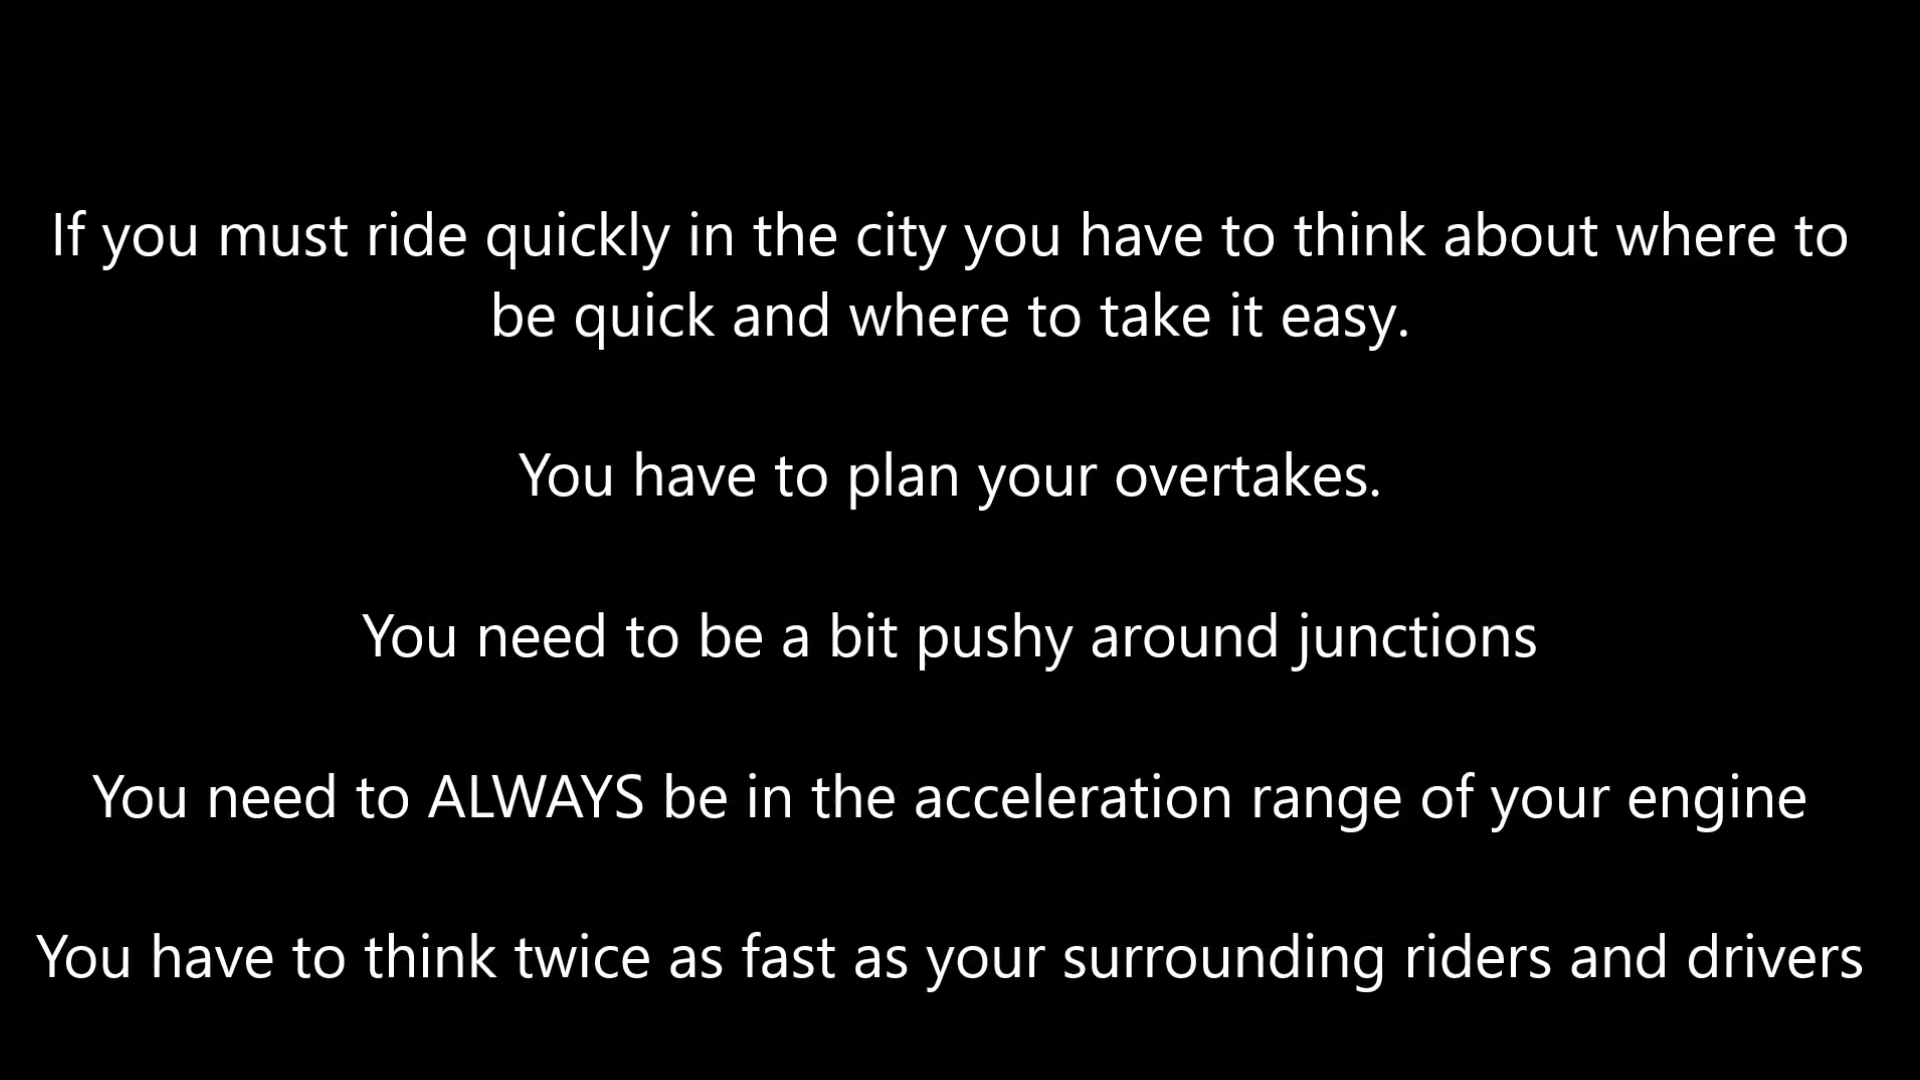 If you must ride quickly in the city you have to think about where to
be quick and where to take it easy.
You have to plan your overtakes.
You need to be a bit pushy around junctions
You need to ALWAYS be in the acceleration range of your engine
You have to think twice as fast as your surrounding riders and drivers